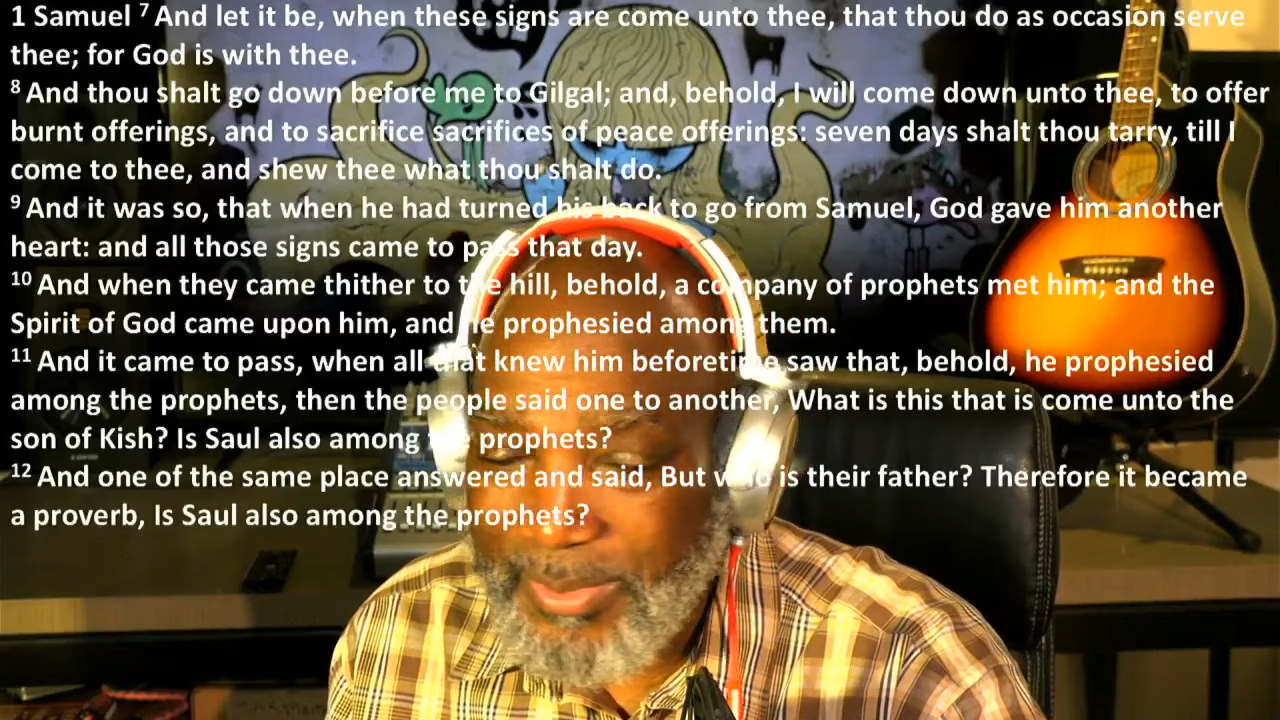 1 Samuel ⁷ And let it be, when these signs are come unto thee, that thou do as occasion serve
thee; for God is with thee.
⁸ And thou shalt go down before me to Gilgal; and, behold, I will come down unto thee, to offer
burnt offerings, and to sacrifice sacrifices of peace offerings: seven days shalt thou tarry, till I
come to thee, and shew thee what thou shalt do.
⁹ And it was so, that when he had turned his back to go from Samuel, God gave him another
heart: and all those signs came to pass that day.
¹⁰ And when they came thither to the hill, behold, a company of prophets met him; and the
Spirit of God came upon him, and he prophesied among them.
¹¹ And it came to pass, when all that knew him beforetime saw that, behold, he prophesied
among the prophets, then the people said one to another, What is this that is come unto the
son of Kish? Is Saul also among the prophets?
¹² And one of the same place answered and said, But who is their father? Therefore it became
a proverb, Is Saul also among the prophets?